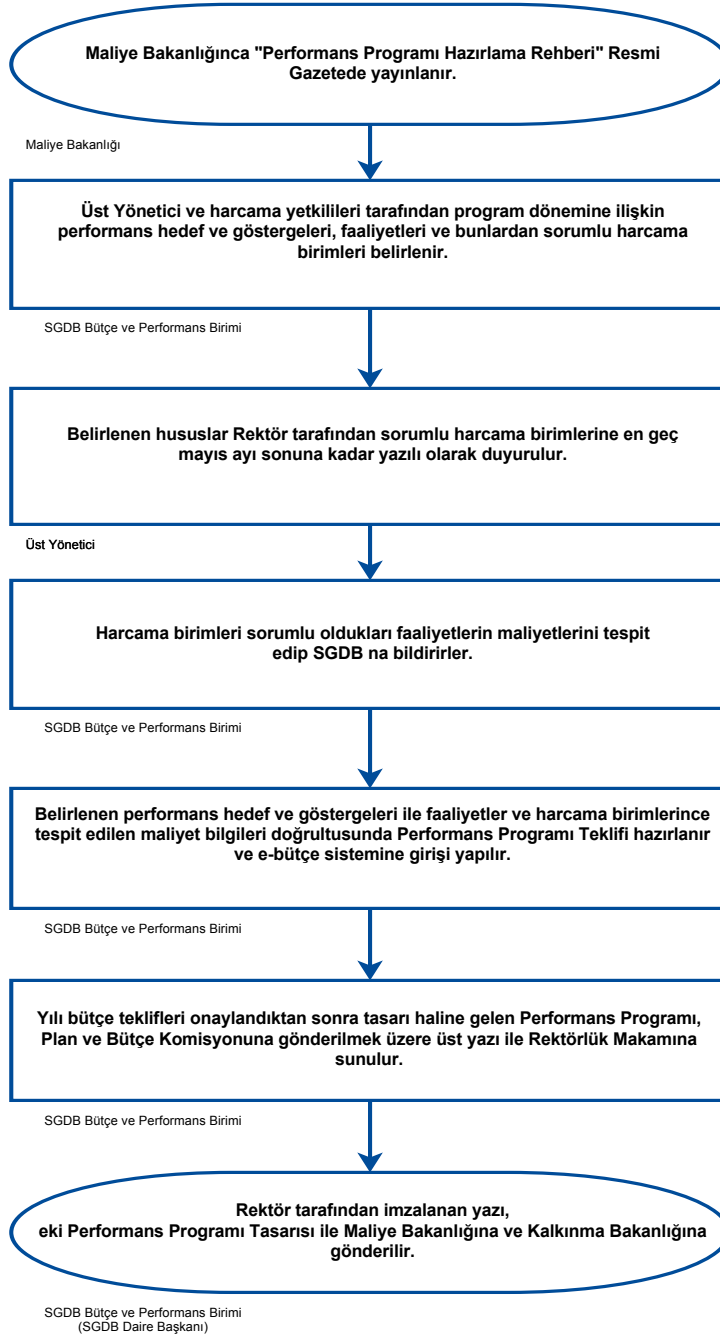 Maliye Bakanlığınca "Performans Programı Hazırlama Rehberi" Resmi
Gazetede yayınlanır.
Maliye Bakanlığı
Üst Yönetici ve harcama yetkilileri tarafından program dönemine ilişkin
performans hedef ve göstergeleri, faaliyetleri ve bunlardan sorumlu harcama
birimleri belirlenir.
SGDB Bütçe ve Performans Birimi
Belirlenen hususlar Rektör tarafından sorumlu harcama birimlerine en geç
mayıs ayı sonuna kadar yazılı olarak duyurulur.
Üst Yönetici
Harcama birimleri sorumlu oldukları faaliyetlerin maliyetlerini tespit
edip SGDB na bildirirler.
SGDB Bütçe ve Performans Birimi
Belirlenen performans hedef ve göstergeleri ile faaliyetler ve harcama birimlerince
tespit edilen maliyet bilgileri doğrultusunda Performans Programı Teklifi hazırlanır
ve e-bütçe sistemine girişi yapılır.
SGDB Bütçe ve Performans Birimi
Yılı bütçe teklifleri onaylandıktan sonra tasarı haline gelen Performans Programı,
Plan ve Bütçe Komisyonuna gönderilmek üzere üst yazı ile Rektörlük Makamına
sunulur.
SGDB Bütçe ve Performans Birimi
Rektör tarafından imzalanan yazı,
eki Performans Programı Tasarısı ile Maliye Bakanlığına ve Kalkınma Bakanlığına
gönderilir.
SGDB Bütçe ve Performans Birimi
(SGDB Daire Başkanı)